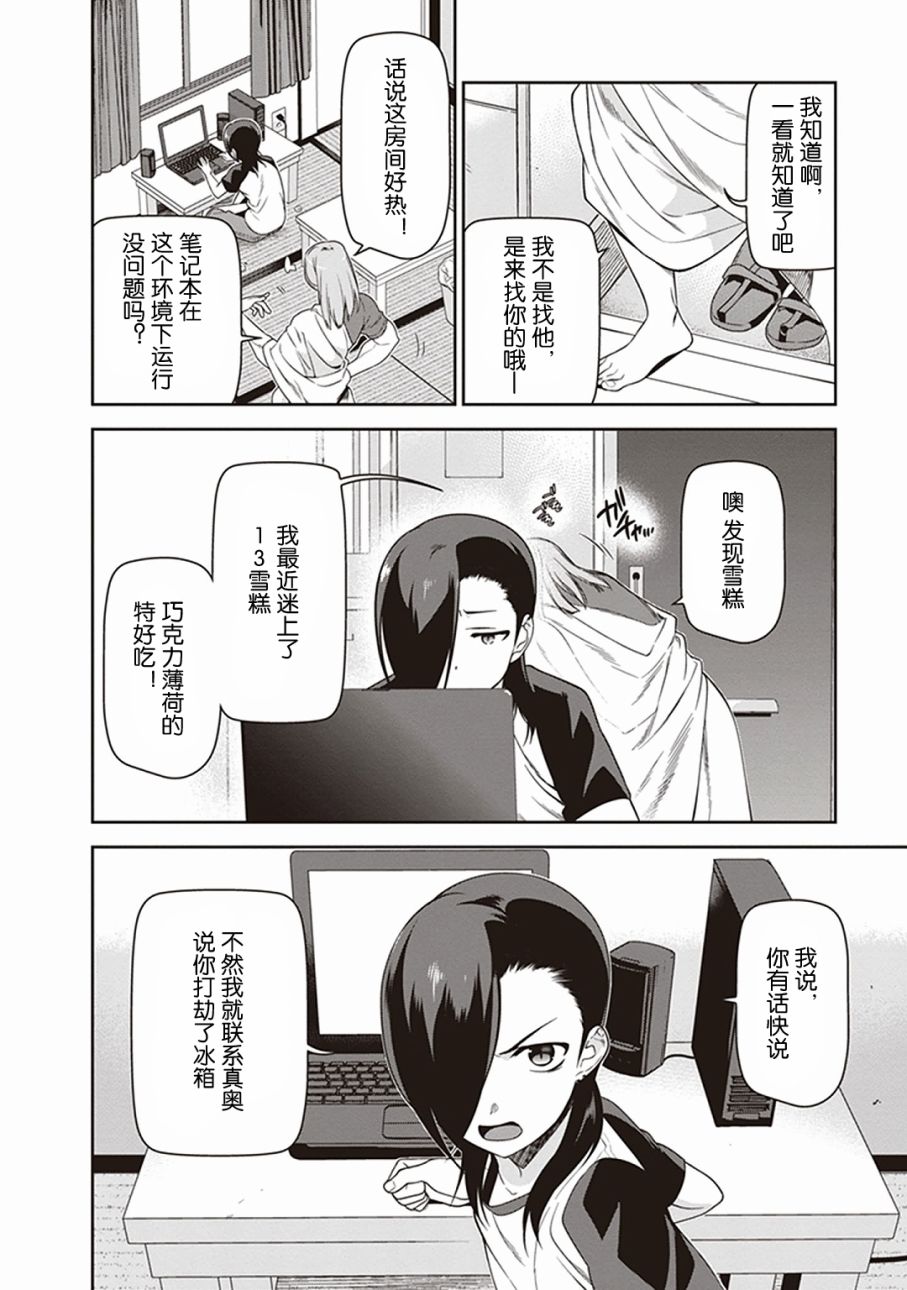 我知道啊，
一看就知道了吧
我不是找他，
是来找你的哦—
话说这房间好热！
笔记本在
这个环境下运行
没问题吗？
噢 发现雪糕
ガチャ…
我最近迷上了
13雪糕
巧克力薄荷的
特好吃！
我说，
你有话快说
不然我就联系真奥
说你打劫了冰箱